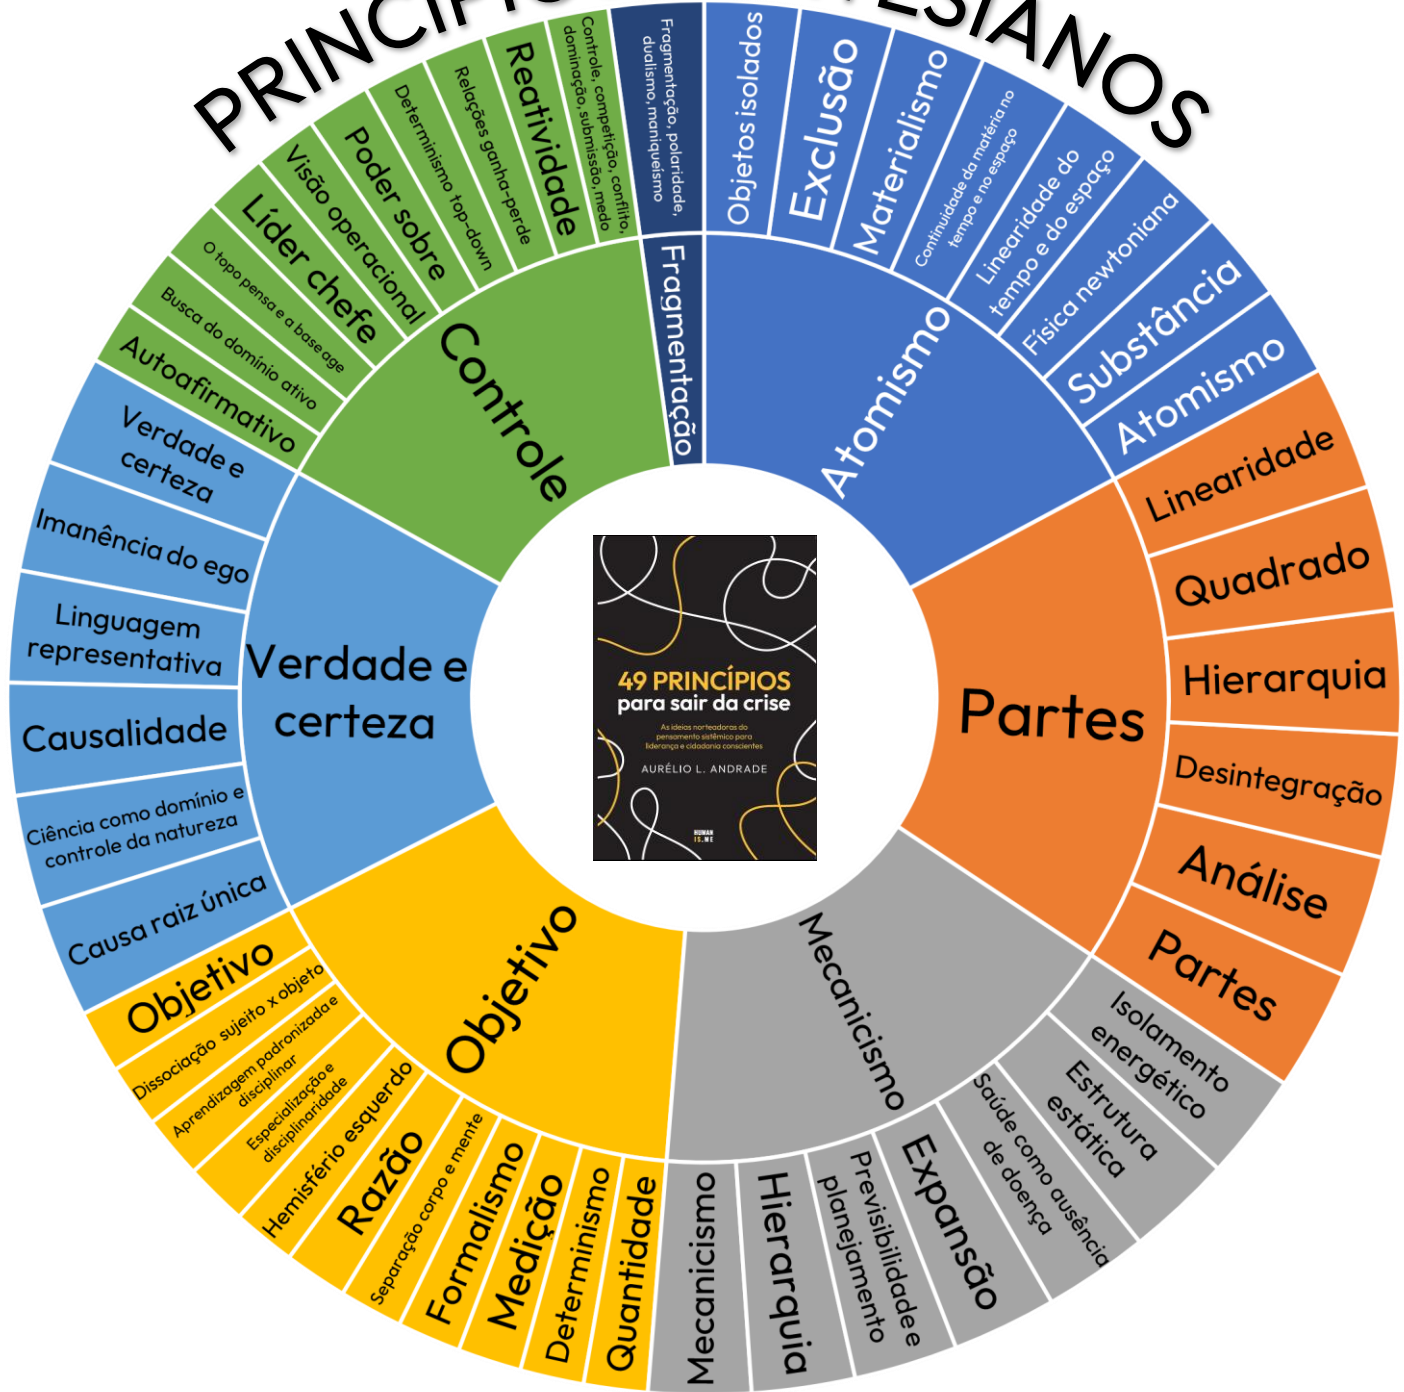 PRINCÍPIOS CARTESIANOS
Fragmentação
Fragmentação, polaridade,
dualismo, maniqueísmo
Atomismo
Objetos isolados
Exclusão
Materialismo
Continuidade da matéria no
tempo e no espaço
Linearidade do
tempo e do espaço
Física newtoniana
Substância
Atomismo
Partes
Linearidade
Quadrado
Hierarquia
Desintegração
Análise
Partes
Mecanicismo
Isolamento
energético
Estrutura
estática
Saúde como ausência
de doença
Expansão
Previsibilidade e
planejamento
Hierarquia
Mecanicismo
Objetivo
Quantidade
Determinismo
Medição
Formalismo
Separação corpo e mente
Razão
Hemisfério esquerdo
Especialização e
disciplinaridade
Aprendizagem padronizada e
disciplinar
Dissociação sujeito x objeto
Objetivo
Verdade e
certeza
Causa raiz única
Ciência como domínio e
controle da natureza
Causalidade
Linguagem
representativa
Imanência do ego
Verdade e
certeza
Controle
Autoafirmativo
Busca do domínio ativo
O topo pensa e a base age
Líder chefe
Visão operacional
Poder sobre
Determinismo top-down
Relações ganha-perde
Reatividade
Controle, competição, conflito,
dominação, submissão, medo
49 PRINCÍPIOS
para sair da crise
As ideias norteadoras do
pensamento sistêmico para
liderança e cidadania conscientes
AURÉLIO L. ANDRADE
HUMAN
IS.ME